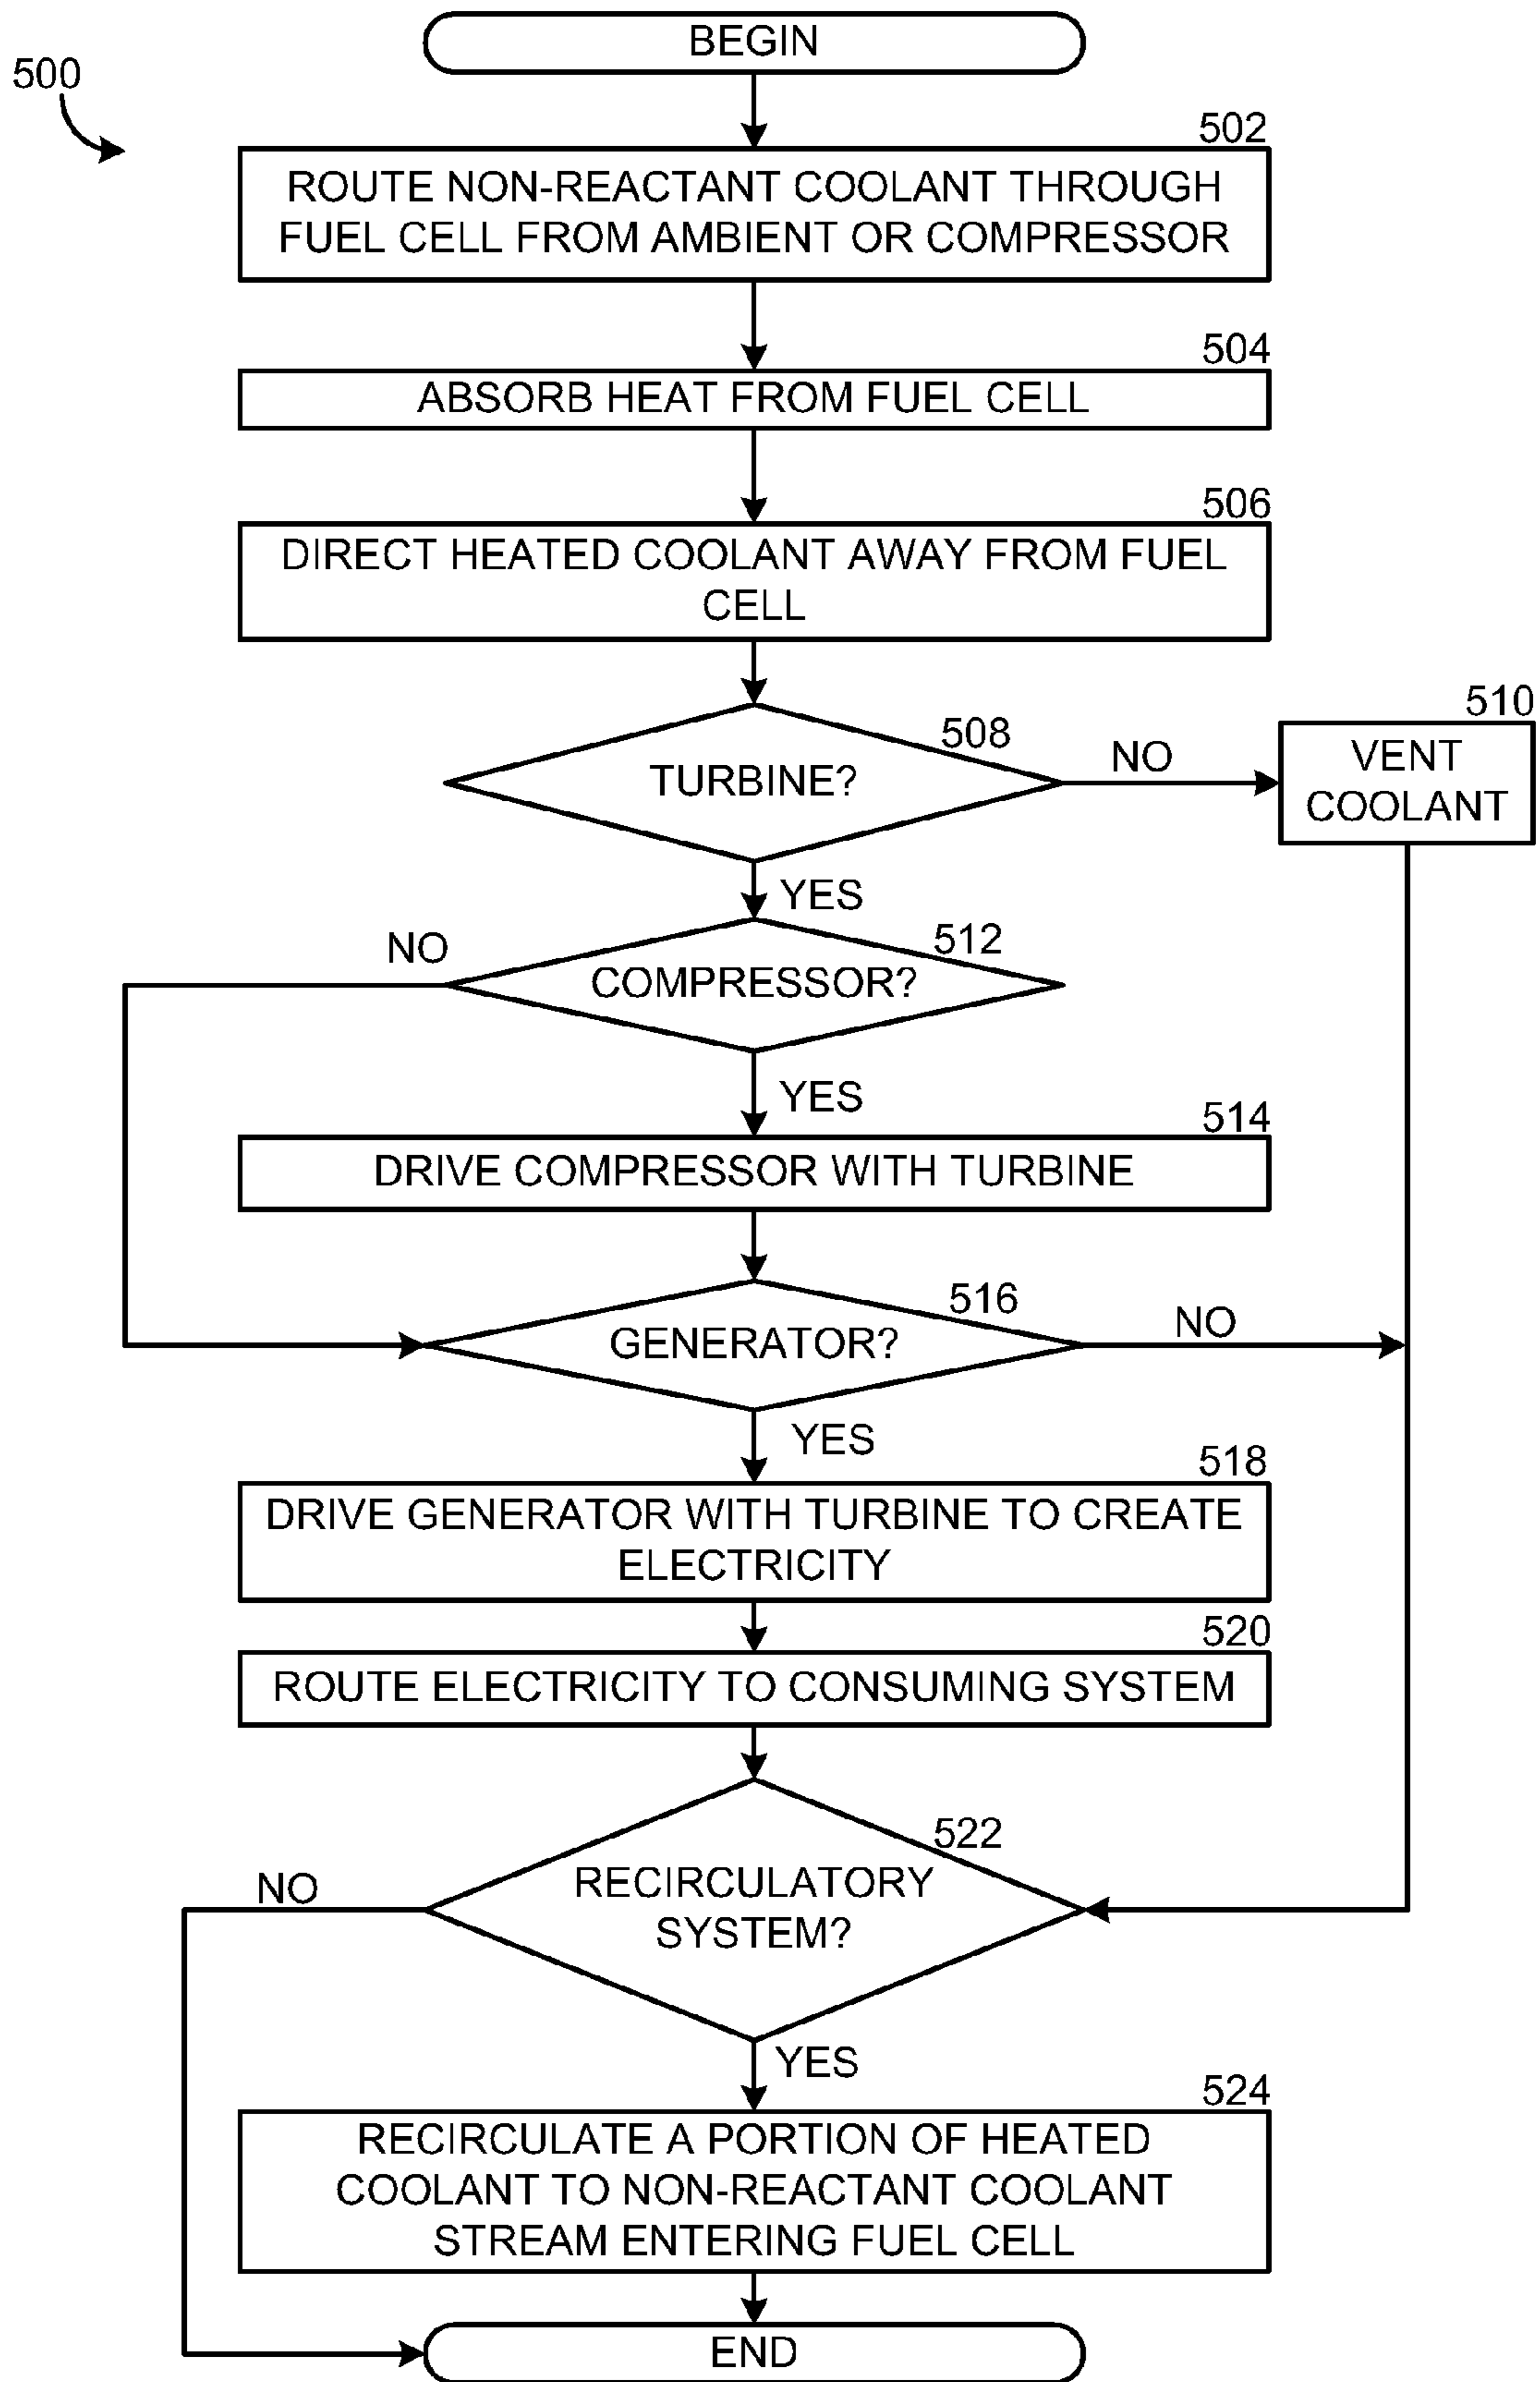 BEGIN
500
502
ROUTE NON-REACTANT COOLANT THROUGH
FUEL CELL FROM AMBIENT OR COMPRESSOR
504
ABSORB HEAT FROM FUEL CELL
506
DIRECT HEATED COOLANT AWAY FROM FUEL
CELL
508
TURBINE?
NO
510
VENT
COOLANT
YES
NO
512
COMPRESSOR?
YES
514
DRIVE COMPRESSOR WITH TURBINE
516
GENERATOR?
NO
YES
518
DRIVE GENERATOR WITH TURBINE TO CREATE
ELECTRICITY
520
ROUTE ELECTRICITY TO CONSUMING SYSTEM
522
NO
RECIRCULATORY
SYSTEM?
YES
524
RECIRCULATE A PORTION OF HEATED
COOLANT TO NON-REACTANT COOLANT
STREAM ENTERING FUEL CELL
END